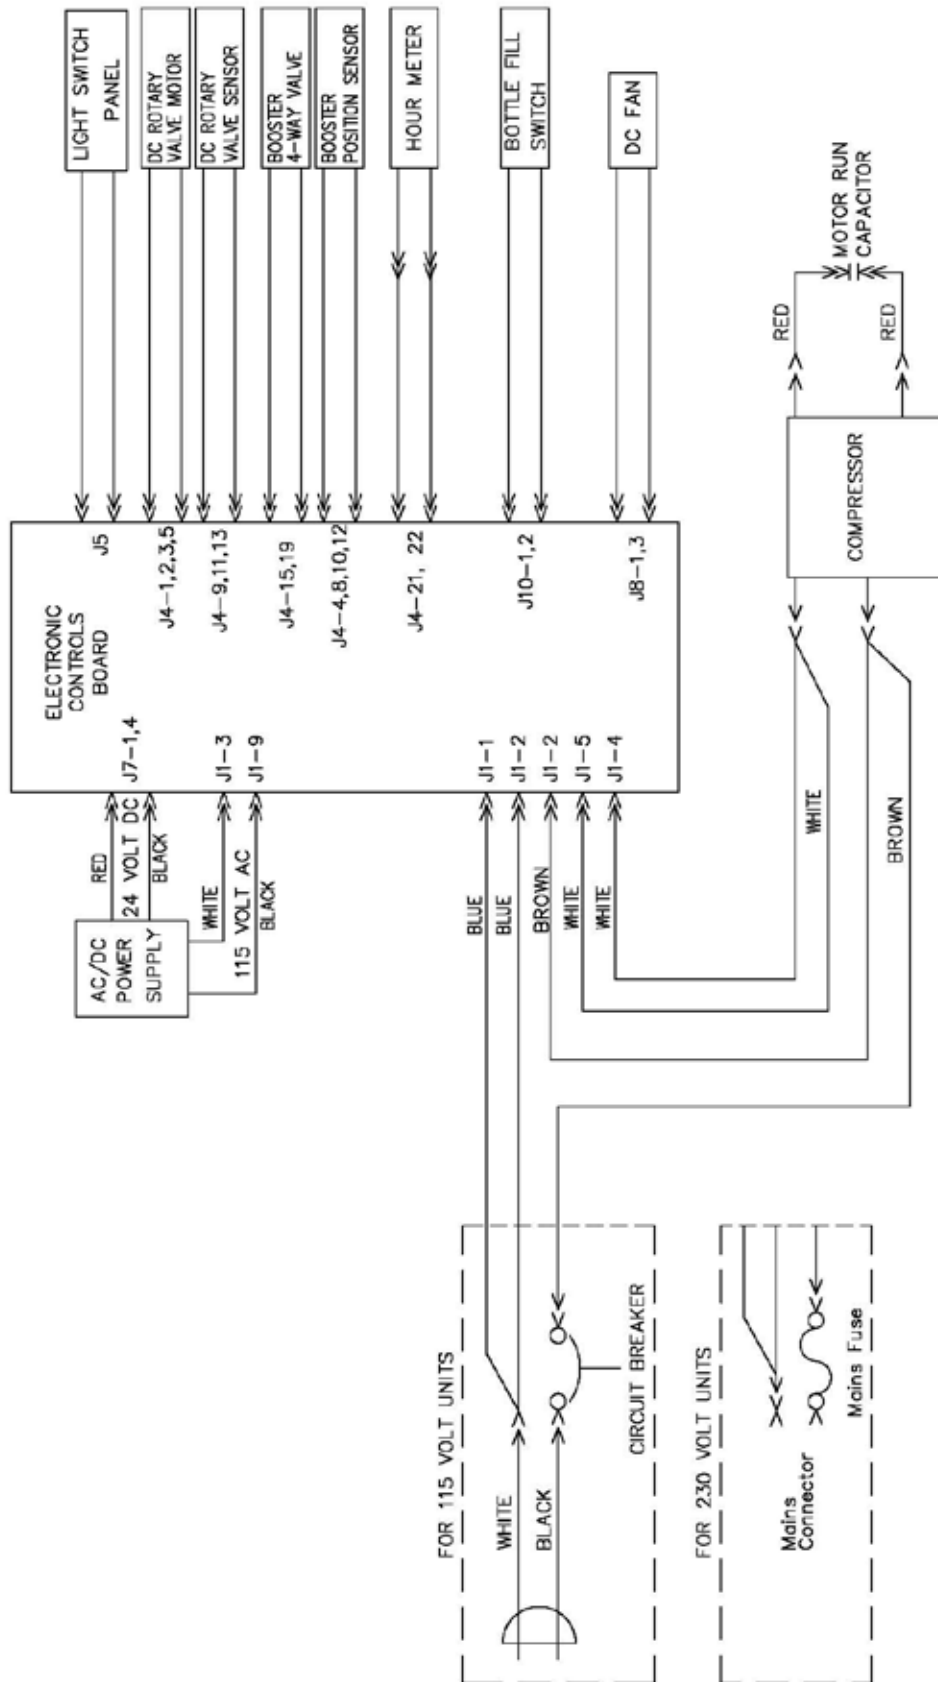 LIGHT SWITCH
PANEL
DC ROTARY
VALVE MOTOR
DC ROTARY
VALVE SENSOR
BOOSTER
4-WAY VALVE
BOOSTER
POSITION SENSOR
HOUR METER
BOTTLE FILL
SWITCH
DC FAN
MOTOR RUN
CAPACITOR
RED
RED
COMPRESSOR
ELECTRONIC
CONTROLS
BOARD
J5
J4-1,2,3,5
J4-9,11,13
J4-15,19
J4-4,8,10,12
J4-21, 22
J10-1,2
J8-1,3
J7-1,4
J1-3
J1-9
J1-1
J1-2
J1-2
J1-5
J1-4
RED
24 VOLT DC
BLACK
WHITE
115 VOLT AC
BLACK
AC/DC
POWER
SUPPLY
BLUE
BLUE
BROWN
WHITE
WHITE
WHITE
BROWN
FOR 115 VOLT UNITS
WHITE
BLACK
CIRCUIT BREAKER
FOR 230 VOLT UNITS
Mains
Connector
Mains Fuse